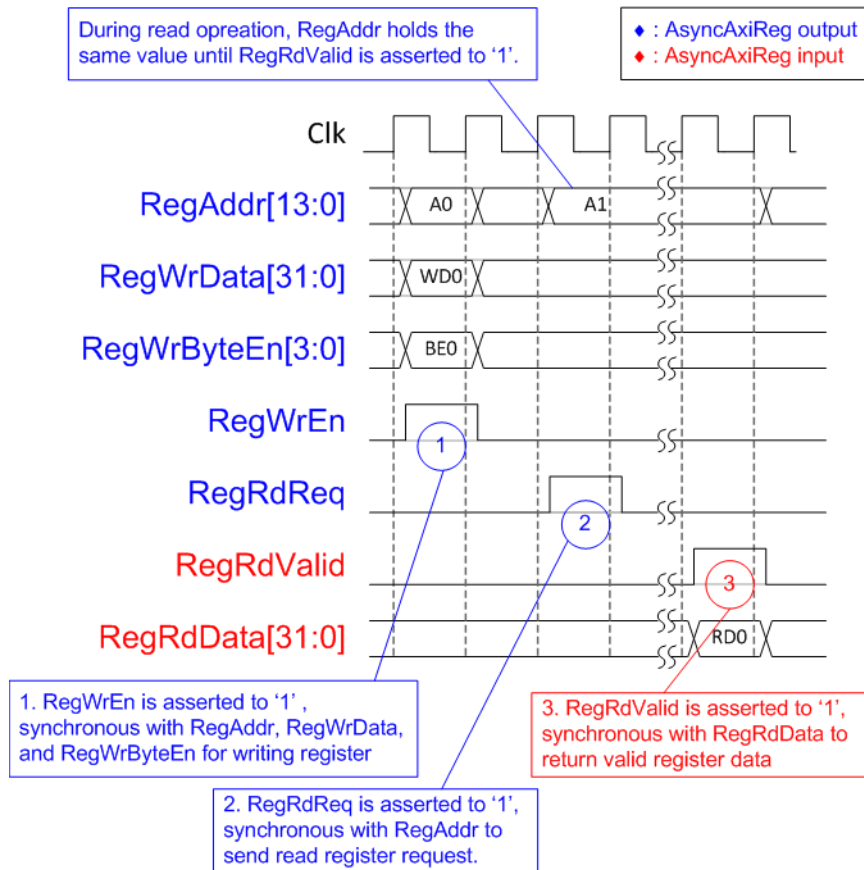 During read opreation, RegAddr holds the
same value until RegRdValid is asserted to ‘1’.
♦ : AsyncAxiReg output
♦ : AsyncAxiReg input
Clk
RegAddr[13:0]
A0
A1
RegWrData[31:0]
WD0
RegWrByteEn[3:0]
BE0
RegWrEn
1
RegRdReq
2
RegRdValid
3
RegRdData[31:0]
RD0
1. RegWrEn is asserted to ‘1’ ,
synchronous with RegAddr, RegWrData,
and RegWrByteEn for writing register
3. RegRdValid is asserted to ‘1’,
synchronous with RegRdData to
return valid register data
2. RegRdReq is asserted to ‘1’,
synchronous with RegAddr to
send read register request.